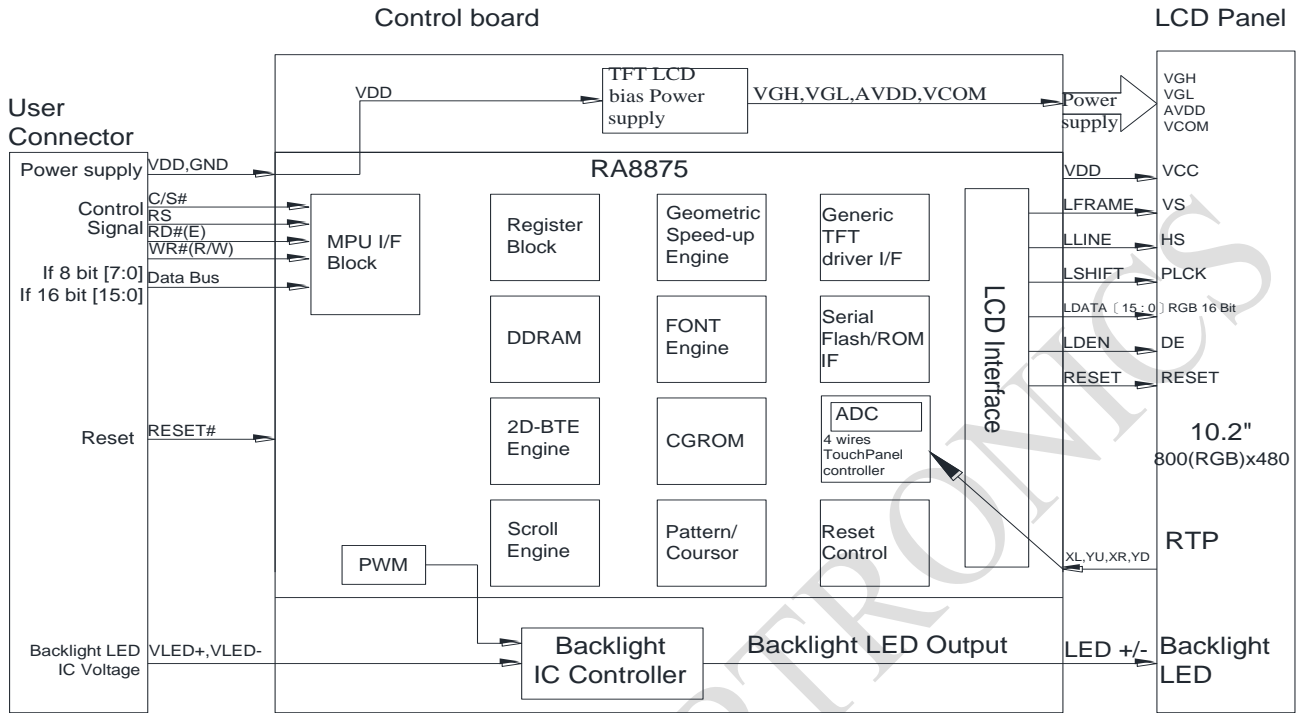 Control board
LCD Panel
User
Connector
Power supply
Control
Signal
If 8 bit [7:0]
If 16 bit [15:0]
Reset
Backlight LED
IC Voltage
VDD,GND
C/S#
RS
RD#(E)
WR#(R/W)
Data Bus
RESET#
VLED+,VLED-
VDD
TFT LCD
bias Power
supply
VGH,VGL,AVDD,VCOM
RA8875
MPU I/F
Block
Register
Block
Geometric
Speed-up
Engine
Generic
TFT
driver I/F
DDRAM
FONT
Engine
Serial
Flash/ROM
IF
2D-BTE
Engine
CGROM
ADC
4 wires
TouchPanel
controller
Scroll
Engine
Pattern/
Coursor
Reset
Control
PWM
LCD Interface
Backlight
IC Controller
Backlight LED Output
Power
supply
VDD
LFRAME
LLINE
LSHIFT
LDATA〔15:0〕RGB 16 Bit
LDEN
RESET
XL,YU,XR,YD
LED +/-
VGH
VGL
AVDD
VCOM
VCC
VS
HS
PLCK
DE
RESET
10.2"
800(RGB)x480
RTP
Backlight
LED